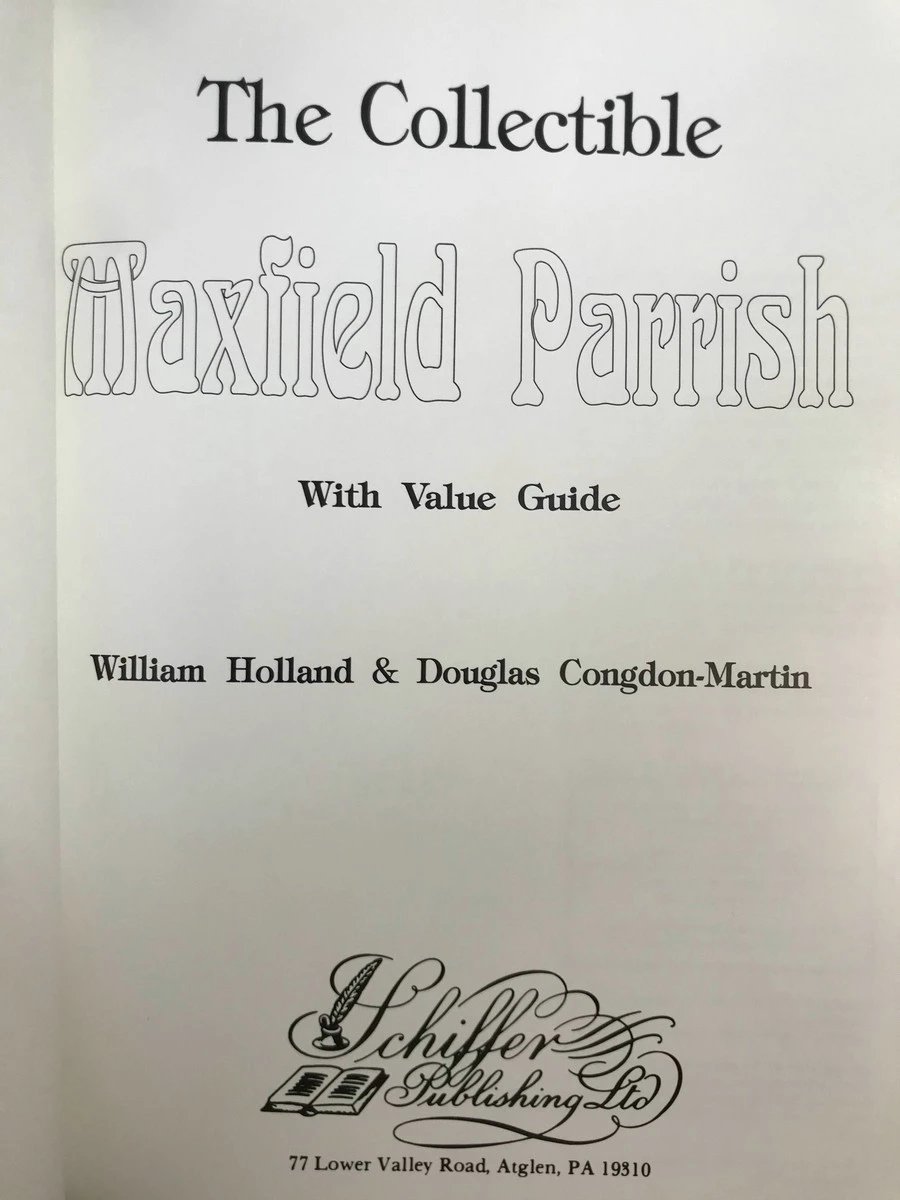 The Collectible
Maxfield Parrish
With Value Guide
William Holland & Douglas Congdon-Martin
Schiffer
Publishing Ltd
77 Lower Valley Road, Atglen, PA 19310